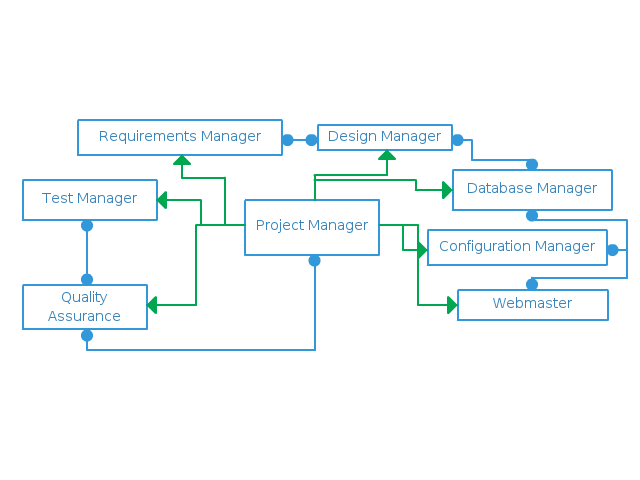 Requirements Manager
Design Manager
Test Manager
Database Manager
Project Manager
Configuration Manager
Quality
Assurance
Webmaster